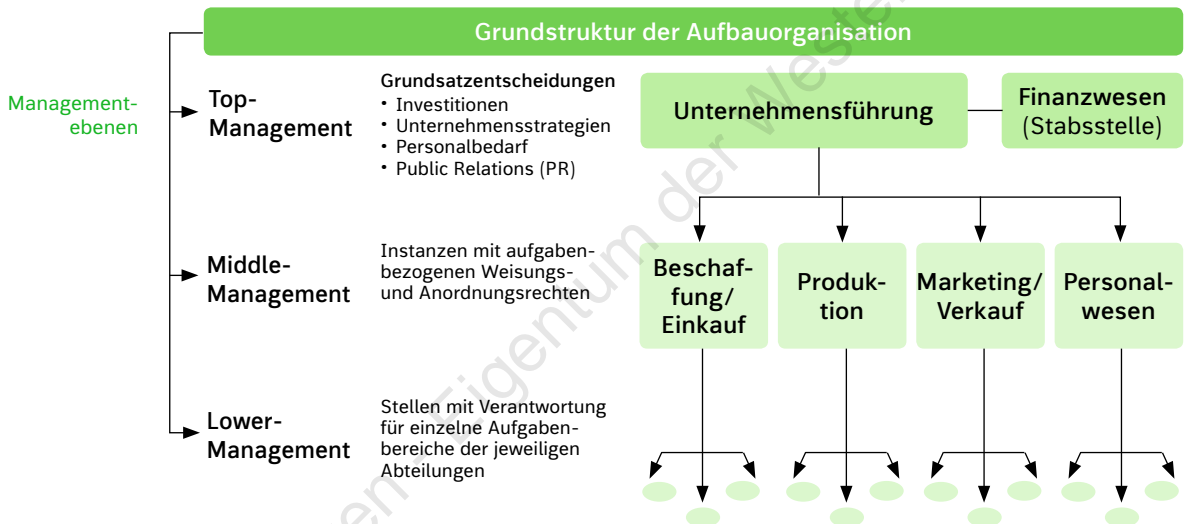 Grundstruktur der Aufbauorganisation
Management-
ebenen
Top-
Management
Grundsatzentscheidungen
• Investitionen
• Unternehmensstrategien
• Personalbedarf
• Public Relations (PR)
Unternehmensführung
Finanzwesen
(Stabsstelle)
Middle-
Management
Instanzen mit aufgaben-
bezogenen Weisungs-
und Anordnungsrechten
Beschaf-
fung/
Einkauf
Produk-
tion
Marketing/
Verkauf
Personal-
wesen
Lower-
Management
Stellen mit Verantwortung
für einzelne Aufgaben-
bereiche der jeweiligen
Abteilungen
Eigentum der